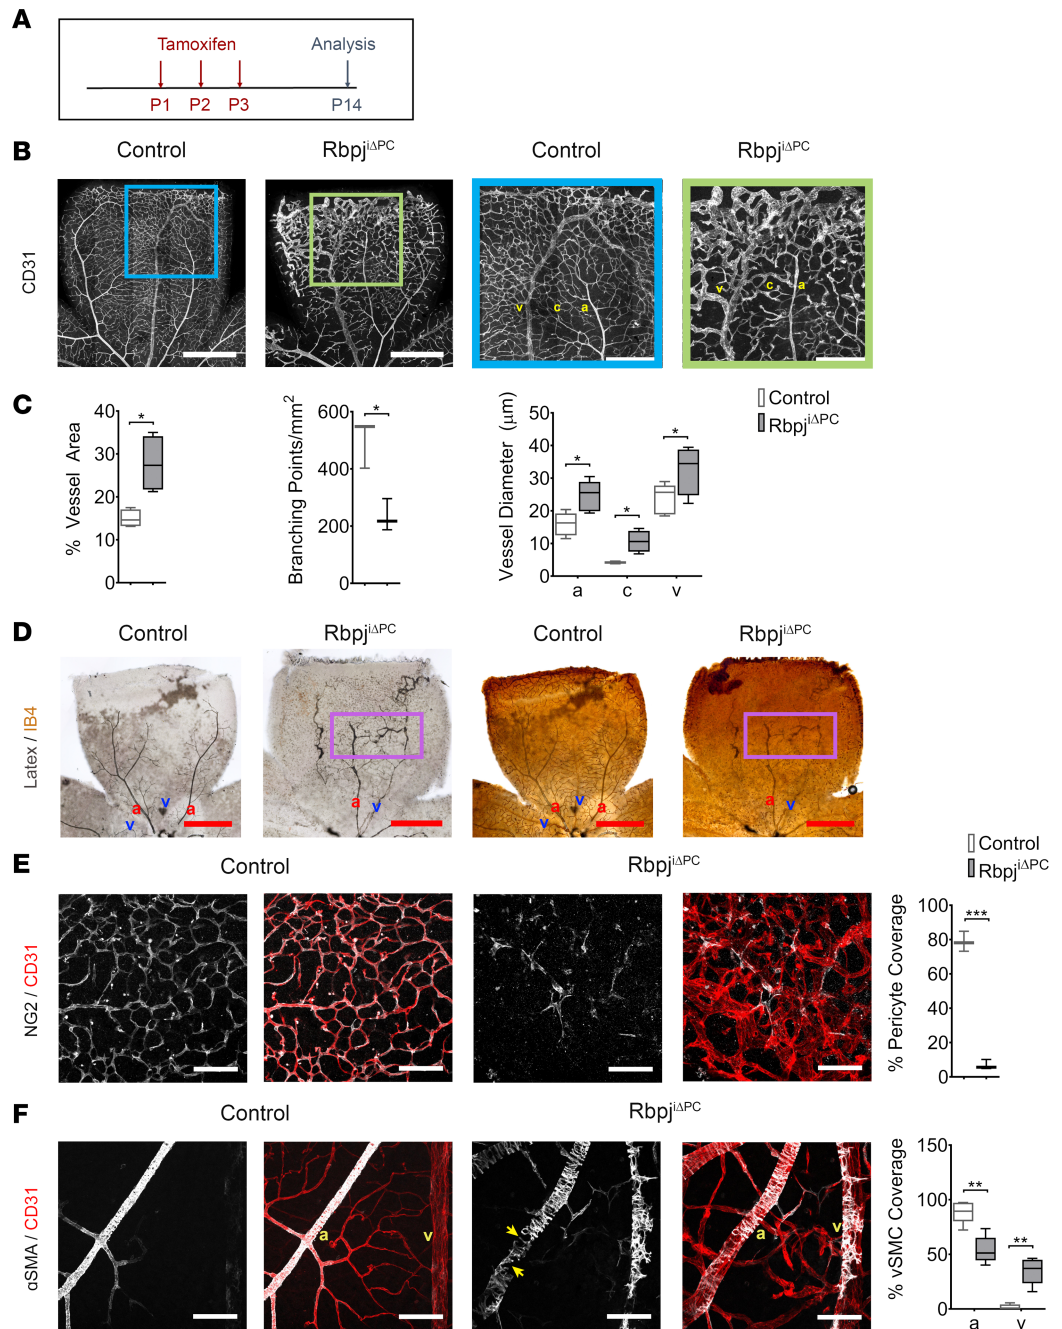 A
Tamoxifen Analysis
P1 P2 P3 P14
B
Control RbpjiΔPC Control RbpjiΔPC
CD31
v c a v c a
C
Control
RbpjiΔPC
% Vessel Area
40
30
20
10
0
*
Branching Points/mm2
600
400
200
0
*
Vessel Diameter (μm)
50
40
30
20
10
0
* * *
a c v
D
Control RbpjiΔPC Control RbpjiΔPC
Latex / IB4
a v a v
a v
a v a v
a v
E
Control RbpjiΔPC
Control
RbpjiΔPC
NG2 / CD31
% Pericyte Coverage
100
80
60
40
20
0
***
F
Control RbpjiΔPC
αSMA / CD31
a v a v
% vSMC Coverage
150
100
50
0
** **
a v